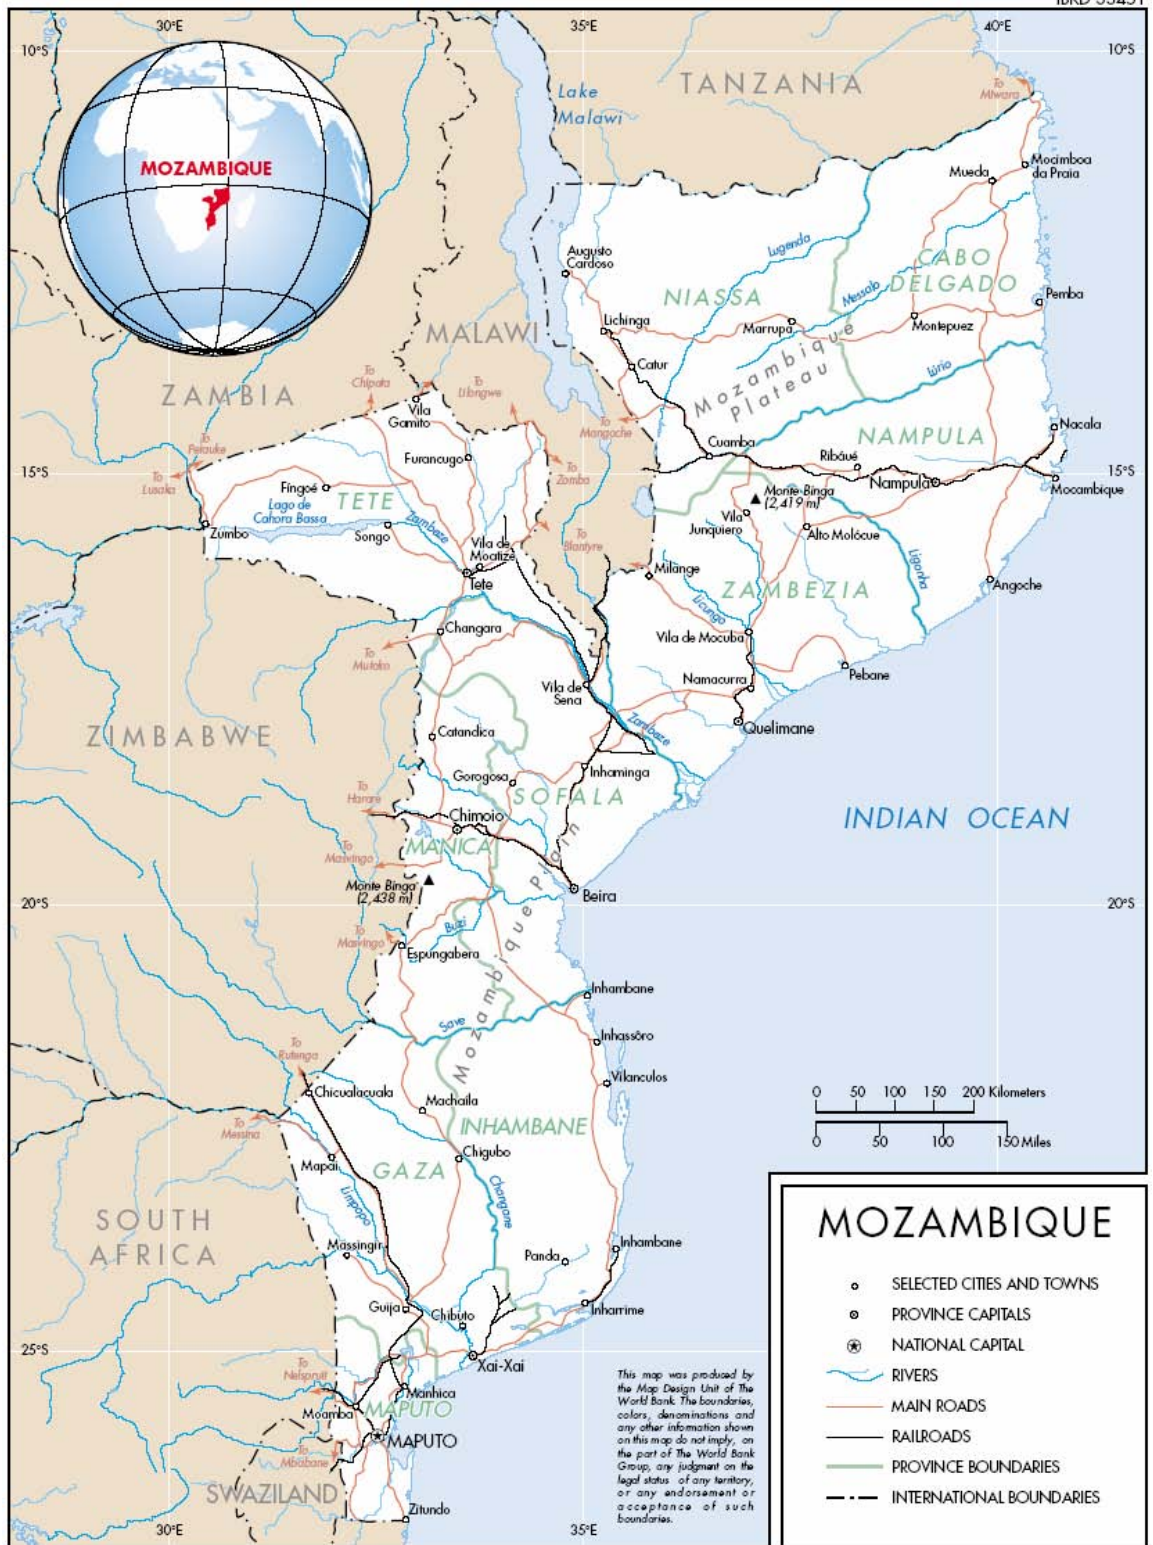 IBRD 33451
30°E
35°E
40°E
10°S
10°S
TANZANIA
Lake
Malawi
To
Mtwara
MOZAMBIQUE
Mocimboa
da Praia
Mueda
Augusto
Cardoso
Lugenda
CABO
DELGADO
NIASSA
Messalo
Pemba
Lichinga
Marrupa
Montepuez
MALAWI
Catur
Mozambique
Plateau
Lúrio
ZAMBIA
To
Chipata
To
Lilongwe
Vila
Gamito
To
Mangoche
NAMPULA
Nacala
To
Petauke
Furancugo
Cuamba
Ribáuè
15°S
15°S
To
Lusaka
To
Zomba
Fíngoé
TETE
Nampula
Mocambique
Lago de
Cahora Bassa
Monte Binga
(2,419 m)
Vila
Junquiero
Zumbo
Songo
Zambeze
Alto Molócue
Vila de
Moatize
To
Blantyre
Ligonha
Tete
Milange
ZAMBEZIA
Angoche
Licungo
Changara
Vila de Mocuba
To
Mutoko
Namacurra
Pebane
Vila de
Sena
ZIMBABWE
Catandica
Zambeze
Quelimane
Gorogosa
Inhaminga
To
Harare
SOFALA
INDIAN OCEAN
Chimoio
MANICA
To
Masvingo
Monte Binga
(2,438 m)
Beira
20°S
20°S
To
Masvingo
Buzi
Espungabera
Mozambique Plain
Inhambane
Save
Inhassôro
To
Rutenga
Vilanculos
Chicualacuala
Machaila
0 50 100 150 200 Kilometers
0 50 100 150 Miles
To
Messina
INHAMBANE
Chigubo
Mapai
GAZA
Limpopo
Changane
SOUTH
AFRICA
Massingir
Panda
Inhambane
Guija
Chibuto
Inharrime
25°S
Xai-Xai
To
Nelspruit
Manhica
Moamba
MAPUTO
MAPUTO
To
Mbabane
SWAZILAND
Zitundo
30°E
35°E
This map was produced by
the Map Design Unit of The
World Bank. The boundaries,
colors, denominations and
any other information shown
on this map do not imply, on
the part of The World Bank
Group, any judgment on the
legal status of any territory,
or any endorsement or
acceptance of such
boundaries.
MOZAMBIQUE
SELECTED CITIES AND TOWNS
PROVINCE CAPITALS
NATIONAL CAPITAL
RIVERS
MAIN ROADS
RAILROADS
PROVINCE BOUNDARIES
INTERNATIONAL BOUNDARIES